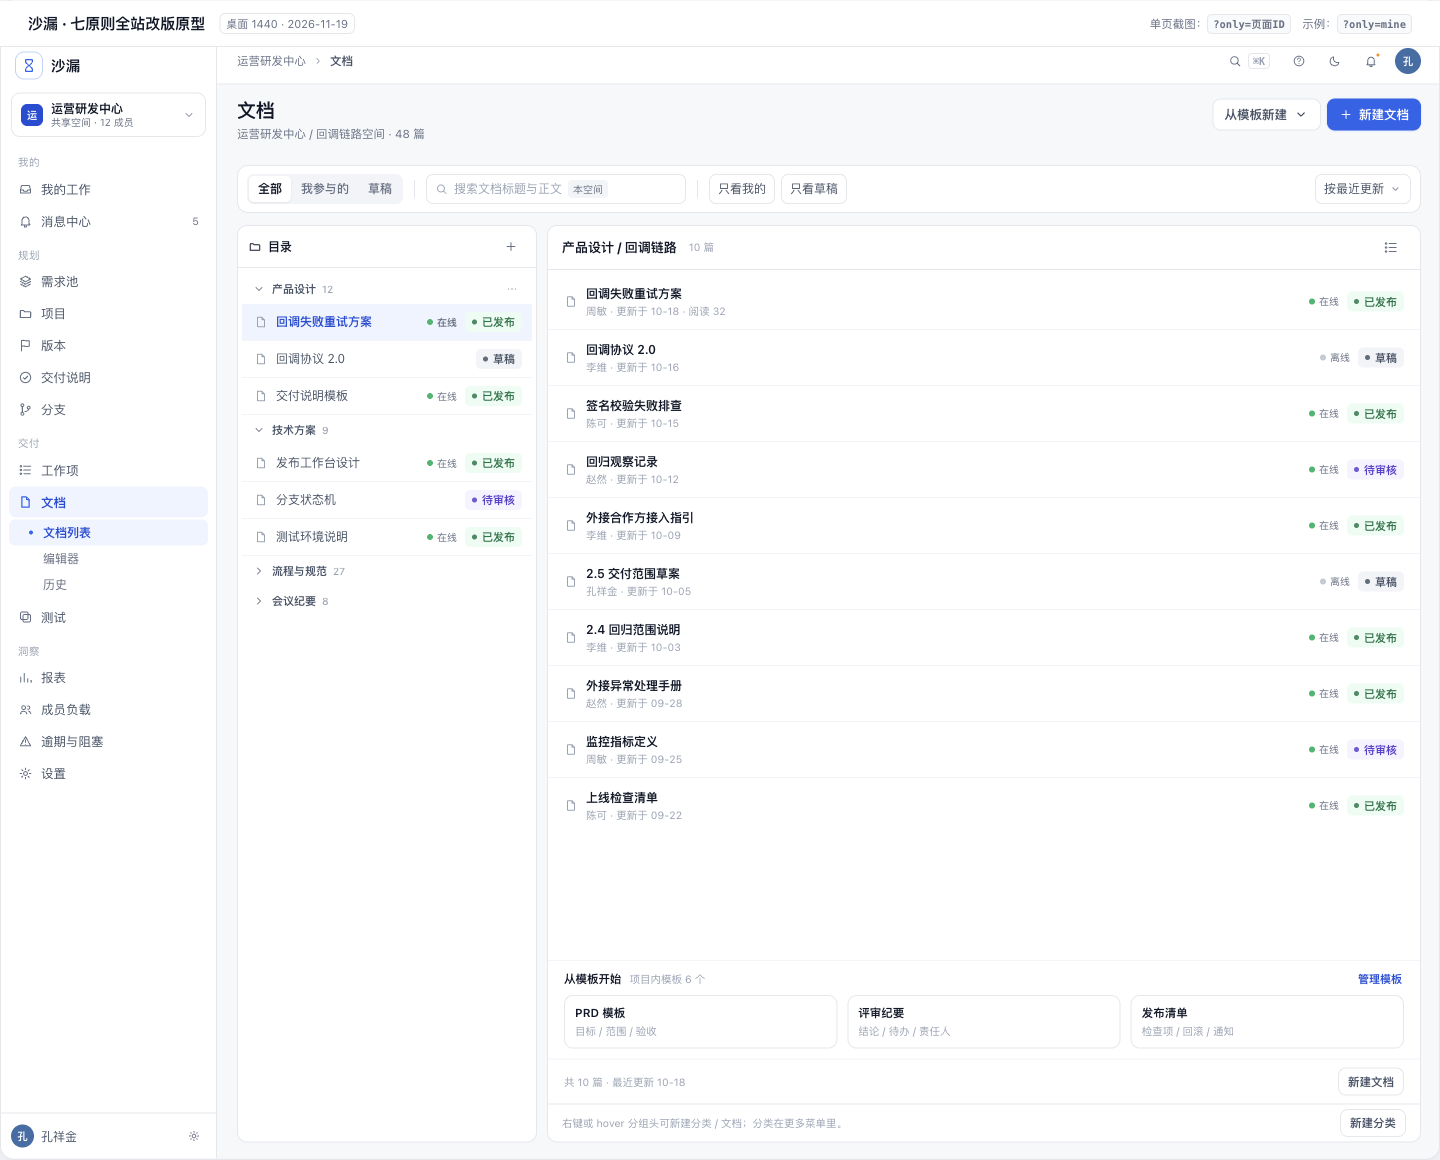 沙漏 · 七原则全站改版原型
桌面 1440 · 2026-11-19
单页截图： ?only=页面ID 示例： ?only=mine
沙漏
运
运营研发中心
共享空间 · 12 成员
我的
我的工作
消息中心 5
规划
需求池
项目
版本
交付说明
分支
交付
工作项
文档
文档列表
编辑器
历史
测试
洞察
报表
成员负载
逾期与阻塞
设置
孔 孔祥金
运营研发中心 > 文档
⌘K
孔
文档
运营研发中心 / 回调链路空间 · 48 篇
从模板新建
+ 新建文档
全部 我参与的 草稿
搜索文档标题与正文 本空间
只看我的 只看草稿
按最近更新
目录 +
产品设计 12 ···
回调失败重试方案 在线 已发布
回调协议 2.0 草稿
交付说明模板 在线 已发布
技术方案 9
发布工作台设计 在线 已发布
分支状态机 待审核
测试环境说明 在线 已发布
流程与规范 27
会议纪要 8
产品设计 / 回调链路 10 篇
回调失败重试方案
周敏 · 更新于 10-18 · 阅读 32
在线 已发布
回调协议 2.0
李维 · 更新于 10-16
离线 草稿
签名校验失败排查
陈可 · 更新于 10-15
在线 已发布
回归观察记录
赵然 · 更新于 10-12
在线 待审核
外接合作方接入指引
李维 · 更新于 10-09
在线 已发布
2.5 交付范围草案
孔祥金 · 更新于 10-05
离线 草稿
2.4 回归范围说明
李维 · 更新于 10-03
在线 已发布
外接异常处理手册
赵然 · 更新于 09-28
在线 已发布
监控指标定义
周敏 · 更新于 09-25
在线 待审核
上线检查清单
陈可 · 更新于 09-22
在线 已发布
从模板开始 项目内模板 6 个
管理模板
PRD 模板
目标 / 范围 / 验收
评审纪要
结论 / 待办 / 责任人
发布清单
检查项 / 回滚 / 通知
共 10 篇 · 最近更新 10-18
新建文档
右键或 hover 分组头可新建分类 / 文档；分类在更多菜单里。
新建分类